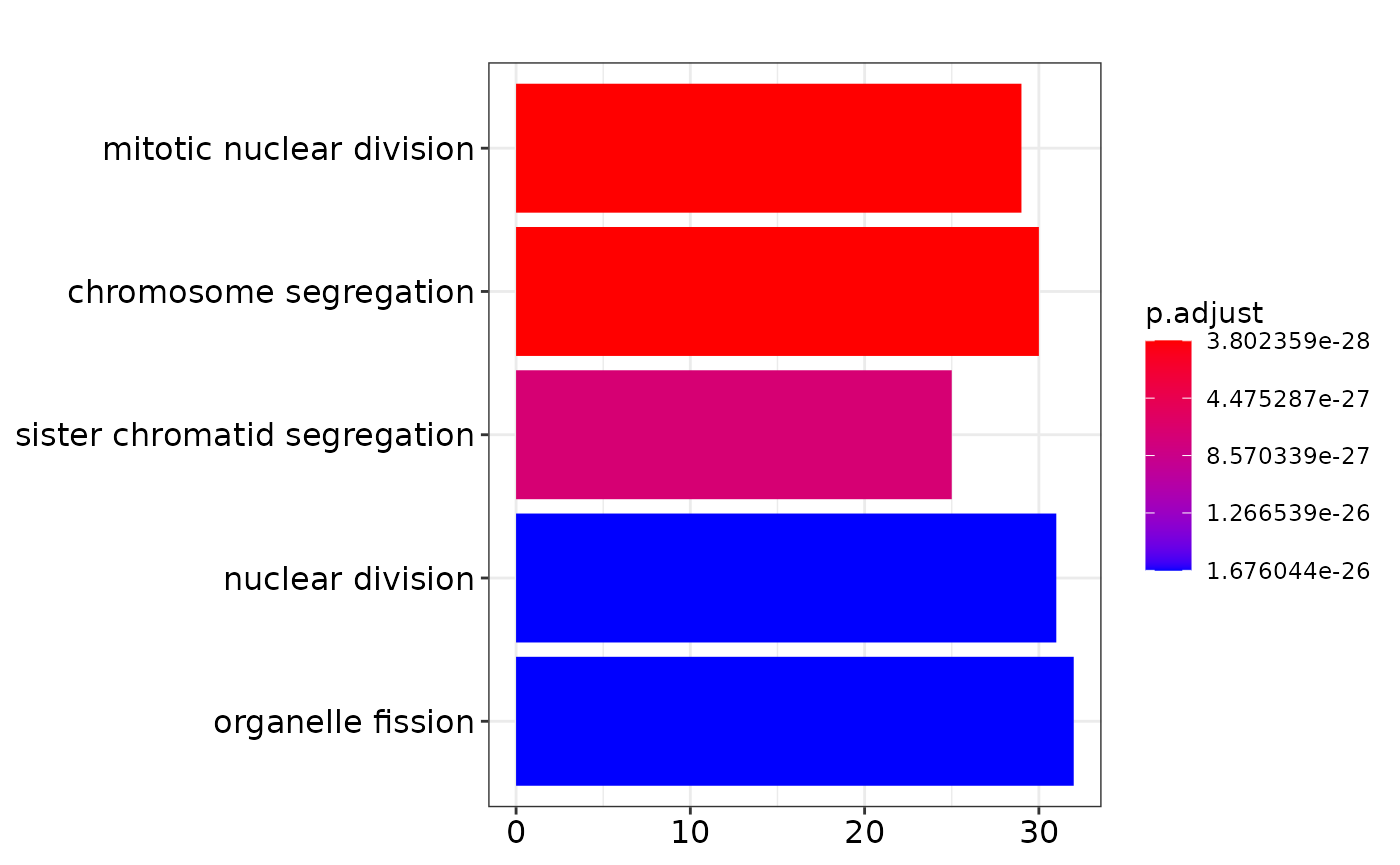 mitotic nuclear division
chromosome segregation
sister chromatid segregation
nuclear division
organelle fission
0 10 20 30
p.adjust
3.802359e-28
4.475287e-27
8.570339e-27
1.266539e-26
1.676044e-26